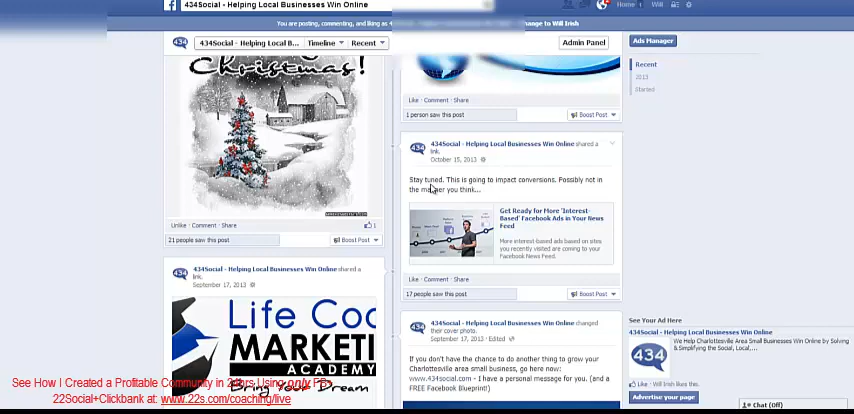 434Social - Helping Local Businesses Win Online
Home
Will
You are posting, commenting, and liking as
Change to Will Irish
434
434Social - Helping Local B...
Timeline
Recent
Admin Panel
Ads Manager
Recent
2013
Started
Christmas!
Unlike · Comment · Share
1
21 people saw this post
Boost Post
434Social - Helping Local Businesses Win Online shared a
link.
September 17, 2013
Life Coa
MARKETI
ACADEMY
Bring Your Dream
Like · Comment · Share
1 person saw this post
Boost Post
434Social - Helping Local Businesses Win Online shared a
link.
October 15, 2013
Stay tuned. This is going to impact conversions. Possibly not in
the manner you think...
Get Ready for More 'Interest-
Based' Facebook Ads in Your News
Feed
More interest-based ads based on sites
you recently visited are coming to your
Facebook News Feed.
Like · Comment · Share
17 people saw this post
Boost Post
434Social - Helping Local Businesses Win Online changed
their cover photo.
September 17, 2013 · Edited
If you don't have the chance to do another thing to grow your
Charlottesville area small business, go here now:
www.434social.com - I have a personal message for you. (and a
FREE Facebook Blueprint!)
See Your Ad Here
434Social - Helping Local Businesses Win Online
434
We Help Charlottesville Area Small Businesses Win Online by Solving
& Simplifying the Social, Local,...
Like · Will Irish likes this.
Advertise your page
Chat (Off)
See How I Created a Profitable Community in 24hrs Using only FB+
22Social+Clickbank at: www.22s.com/coaching/live